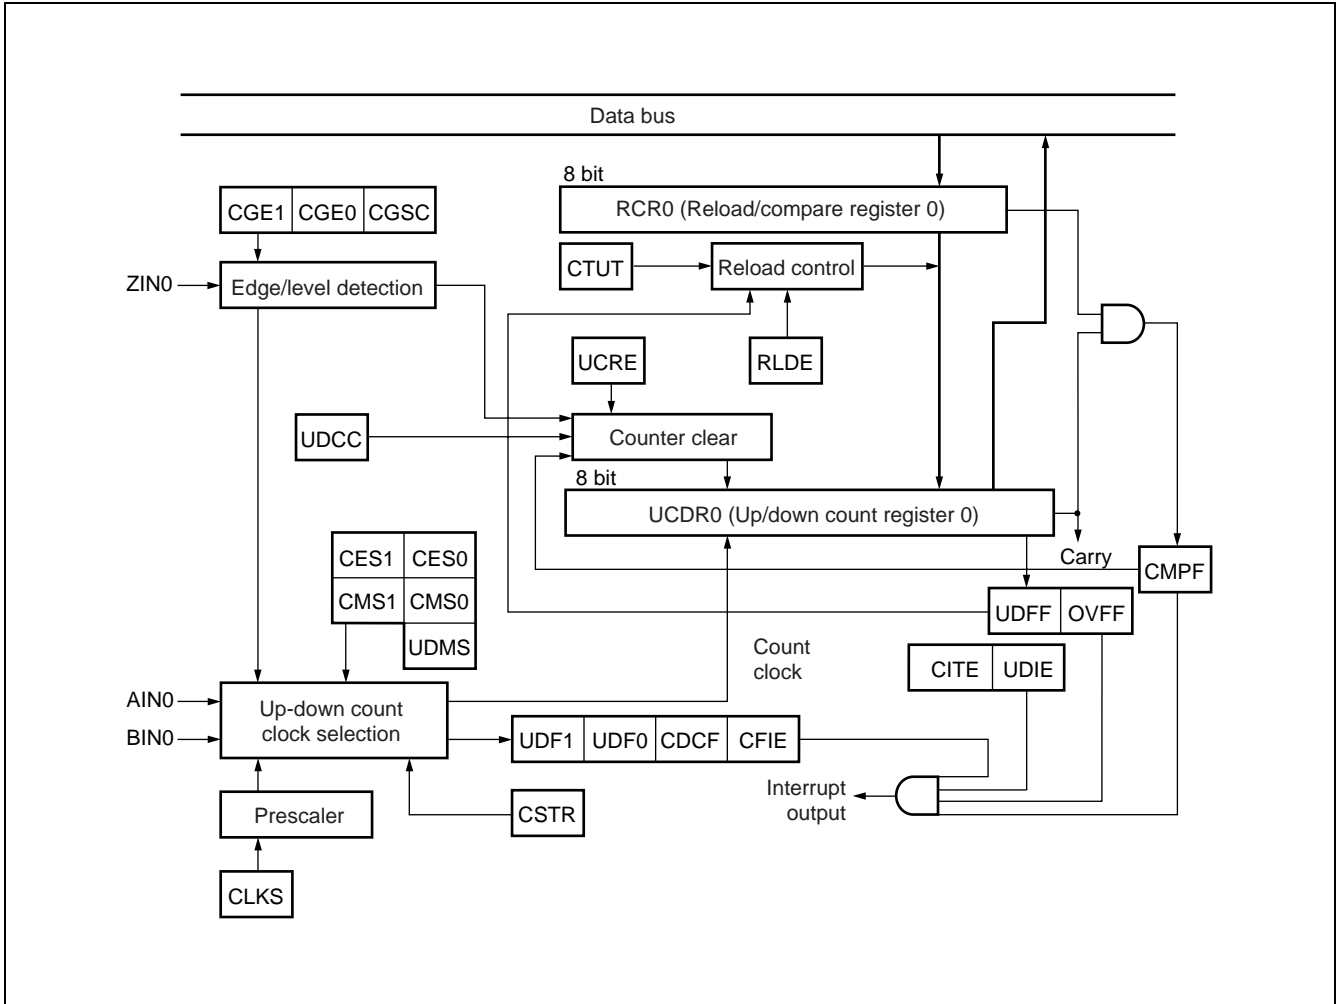 Data bus
8 bit
CGE1 CGE0 CGSC
RCR0 (Reload/compare register 0)
CTUT
Reload control
ZIN0
Edge/level detection
UCRE
RLDE
UDCC
Counter clear
8 bit
UCDR0 (Up/down count register 0)
CES1 CES0
Carry
CMPF
CMS1 CMS0
UDFF OVFF
UDMS
Count
clock
CITE UDIE
AIN0
Up-down count
clock selection
BIN0
UDF1 UDF0 CDCF CFIE
Interrupt
output
Prescaler
CSTR
CLKS